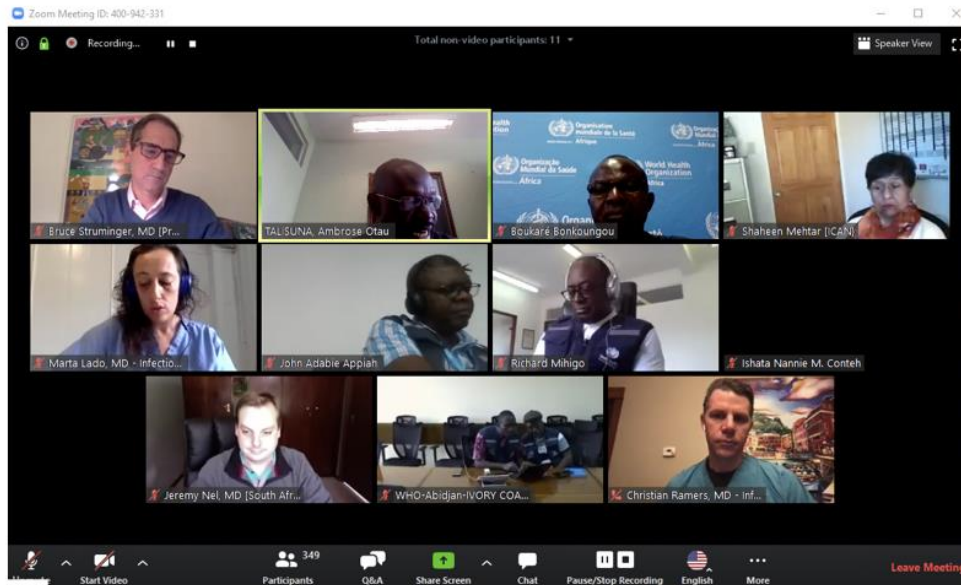 Zoom Meeting ID: 400-942-331
Recording...
Total non-video participants: 11
Speaker View
Organisation
mondiale de la Santé
Afrique
Organização
Mundial da Saúde
África
World Health
Organization
Africa
Bruce Struminger, MD [Pr...
TALISUNA, Ambrose Otau
Boukaré Bonkoungou
Shaheen Mehtar [ICAN]
Marta Lado, MD - Infectio...
John Adabie Appiah
Richard Mihigo
Ishata Nannie M. Conteh
Jeremy Nel, MD [South Afr...
WHO-Abidjan-IVORY COA...
Christian Ramers, MD - Inf...
349
Start Video
Participants
Q&A
Share Screen
Chat
Pause/Stop Recording
English
More
Leave Meeting